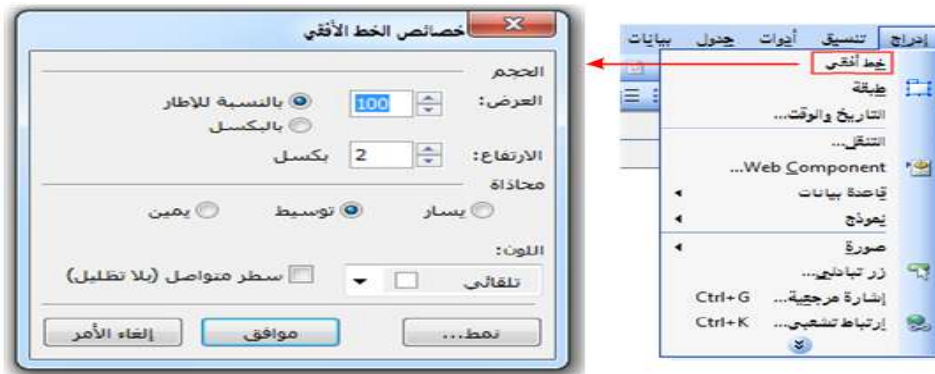 إدراج تنسيق أدوات جدول بيانات
خط أفقي
طبقة
التاريخ والوقت...
التنقل...
Web Component...
قاعدة بيانات
نموذج
صورة
زر تبادلي...
إشارة مرجعية... Ctrl+G
إرتباط تشعبي... Ctrl+K
خصائص الخط الأفقي
الحجم
العرض: 100 بالنسبة للإطار
بالبكسل
الارتفاع: 2 بكسل
محاذاة
يسار توسيط يمين
اللون:
تلقائي سطر متواصل (بلا تظليل)
نمط... موافق إلغاء الأمر